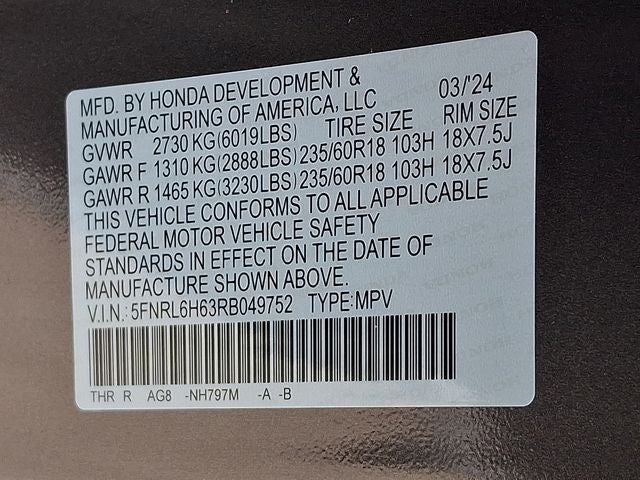 MFD. BY HONDA DEVELOPMENT &
MANUFACTURING OF AMERICA, LLC 03/'24
GVWR 2730 KG(6019LBS) TIRE SIZE RIM SIZE
GAWR F 1310 KG(2888LBS) 235/60R18 103H 18X7.5J
GAWR R 1465 KG(3230LBS) 235/60R18 103H 18X7.5J
THIS VEHICLE CONFORMS TO ALL APPLICABLE
FEDERAL MOTOR VEHICLE SAFETY
STANDARDS IN EFFECT ON THE DATE OF
MANUFACTURE SHOWN ABOVE.
V.I.N.: 5FNRL6H63RB049752 TYPE:MPV
THR R AG8 -NH797M -A -B